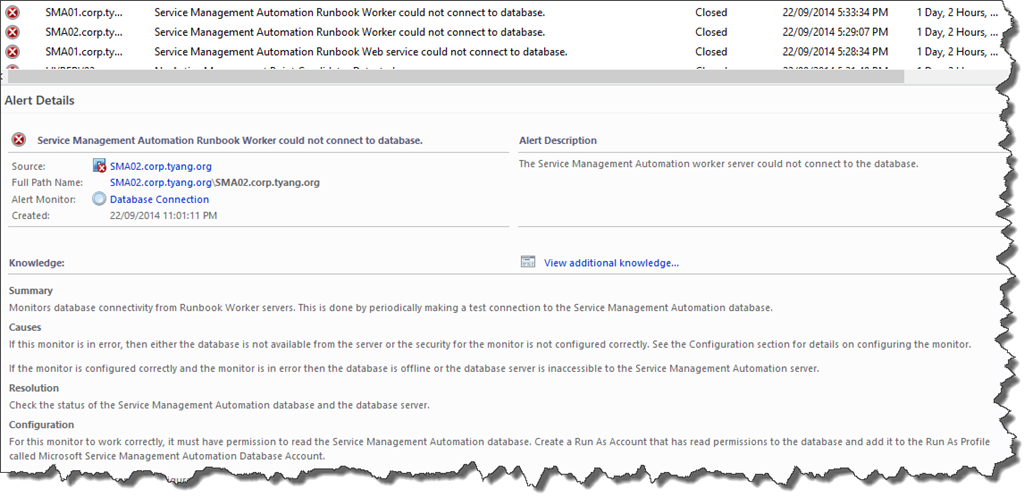 SMA01.corp.ty... Service Management Automation Runbook Worker could not connect to database. Closed 22/09/2014 5:33:34 PM 1 Day, 2 Hours, ...
SMA02.corp.ty... Service Management Automation Runbook Worker could not connect to database. Closed 22/09/2014 5:29:07 PM 1 Day, 2 Hours, ...
SMA01.corp.ty... Service Management Automation Runbook Web service could not connect to database. Closed 22/09/2014 5:28:34 PM 1 Day, 2 Hours, ...
Alert Details
Service Management Automation Runbook Worker could not connect to database.
Alert Description
Source: SMA02.corp.tyang.org
The Service Management Automation worker server could not connect to the database.
Full Path Name: SMA02.corp.tyang.org\SMA02.corp.tyang.org
Alert Monitor: Database Connection
Created: 22/09/2014 11:01:11 PM
Knowledge:
View additional knowledge...
Summary
Monitors database connectivity from Runbook Worker servers. This is done by periodically making a test connection to the Service Management Automation database.
Causes
If this monitor is in error, then either the database is not available from the server or the security for the monitor is not configured correctly. See the Configuration section for details on configuring the monitor.
If the monitor is configured correctly and the monitor is in error then the database is offline or the database server is inaccessible to the Service Management Automation server.
Resolution
Check the status of the Service Management Automation database and the database server.
Configuration
For this monitor to work correctly, it must have permission to read the Service Management Automation database. Create a Run As Account that has read permissions to the database and add it to the Run As Profile
called Microsoft Service Management Automation Database Account.